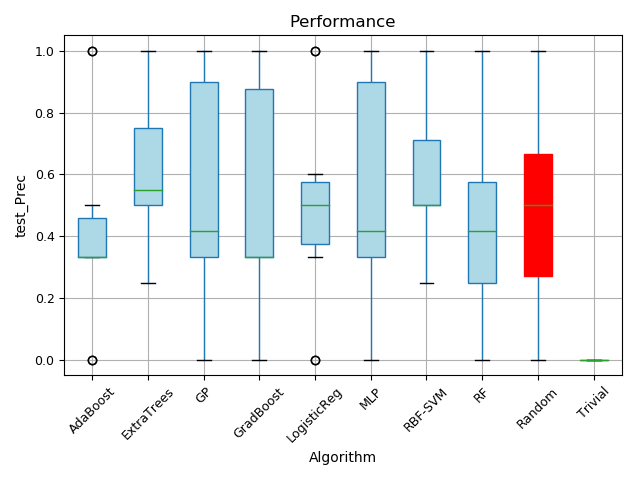 Performance
1.0
0.8
0.6
0.4
0.2
0.0
test_Prec
AdaBoost
ExtraTrees
GP
GradBoost
LogisticReg
MLP
RBF-SVM
RF
Random
Trivial
Algorithm